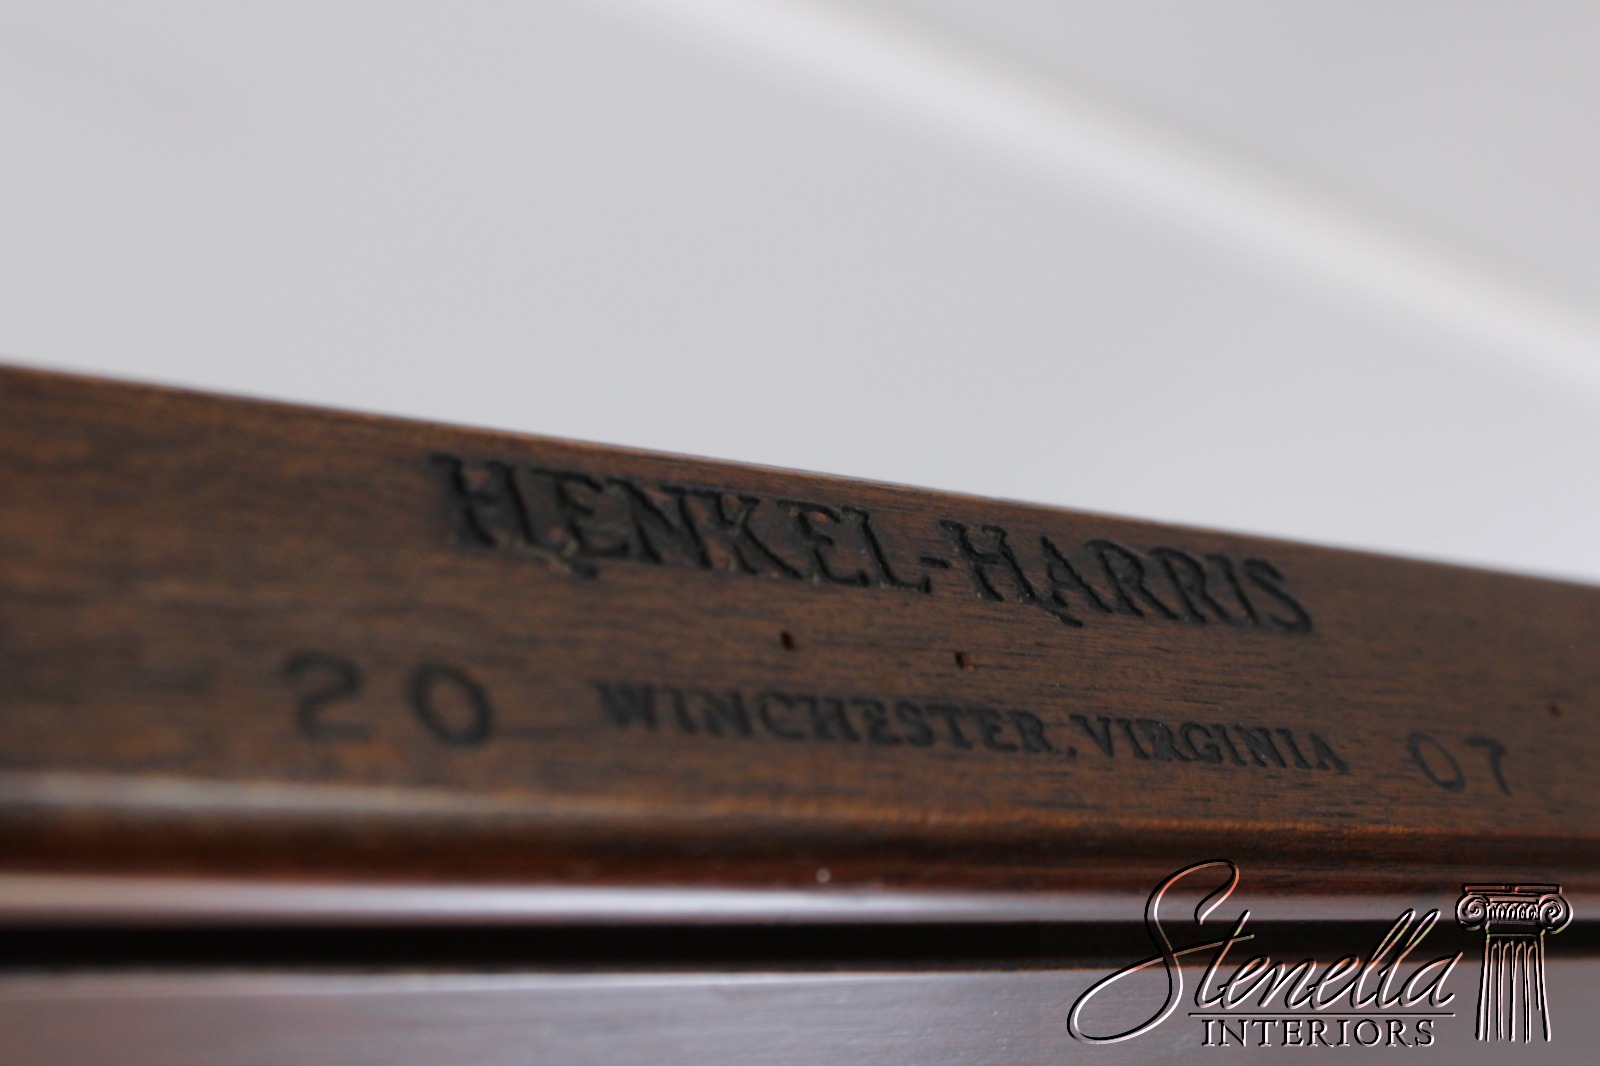 HENKEL-HARRIS
20 WINCHESTER, VIRGINIA 07
Stenella
INTERIORS